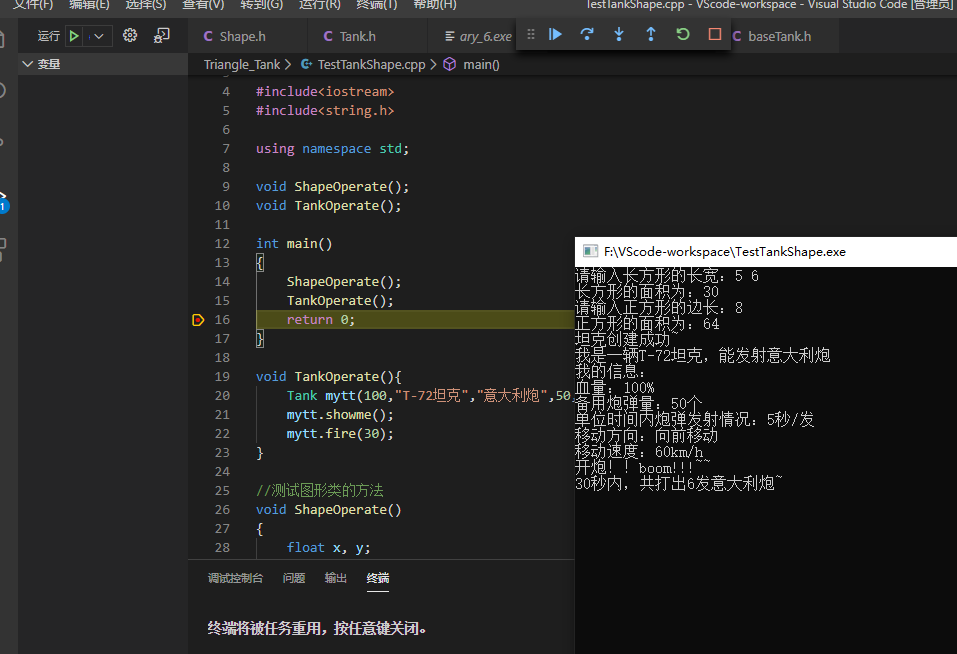 文件(F) 编辑(E) 选择(S) 查看(V) 转到(G) 运行(R) 终端(T) 帮助(H) TestTankShape.cpp - VScode-workspace - Visual Studio Code [管理员]
运行 C Shape.h C Tank.h ary_6.exe C baseTank.h
变量
Triangle_Tank > TestTankShape.cpp > main()
4 #include<iostream>
5 #include<string.h>
6
7 using namespace std;
8
9 void ShapeOperate();
10 void TankOperate();
11
12 int main()
13 {
14 ShapeOperate();
15 TankOperate();
16 return 0;
17 }
18
19 void TankOperate(){
20 Tank mytt(100,"T-72坦克","意大利炮",50,
21 mytt.showme();
22 mytt.fire(30);
23 }
24
25 //测试图形类的方法
26 void ShapeOperate()
27 {
28 float x, y;
1
调试控制台 问题 输出 终端
终端将被任务重用，按任意键关闭。
F:\VScode-workspace\TestTankShape.exe
请输入长方形的长宽：5 6
长方形的面积为：30
请输入正方形的边长：8
正方形的面积为：64
坦克创建成功~
我是一辆T-72坦克，能发射意大利炮
我的信息：
血量：100%
备用炮弹量：50个
单位时间内炮弹发射情况：5秒/发
移动方向：向前移动
移动速度：60km/h
开炮！！boom!!!~~
30秒内，共打出6发意大利炮~